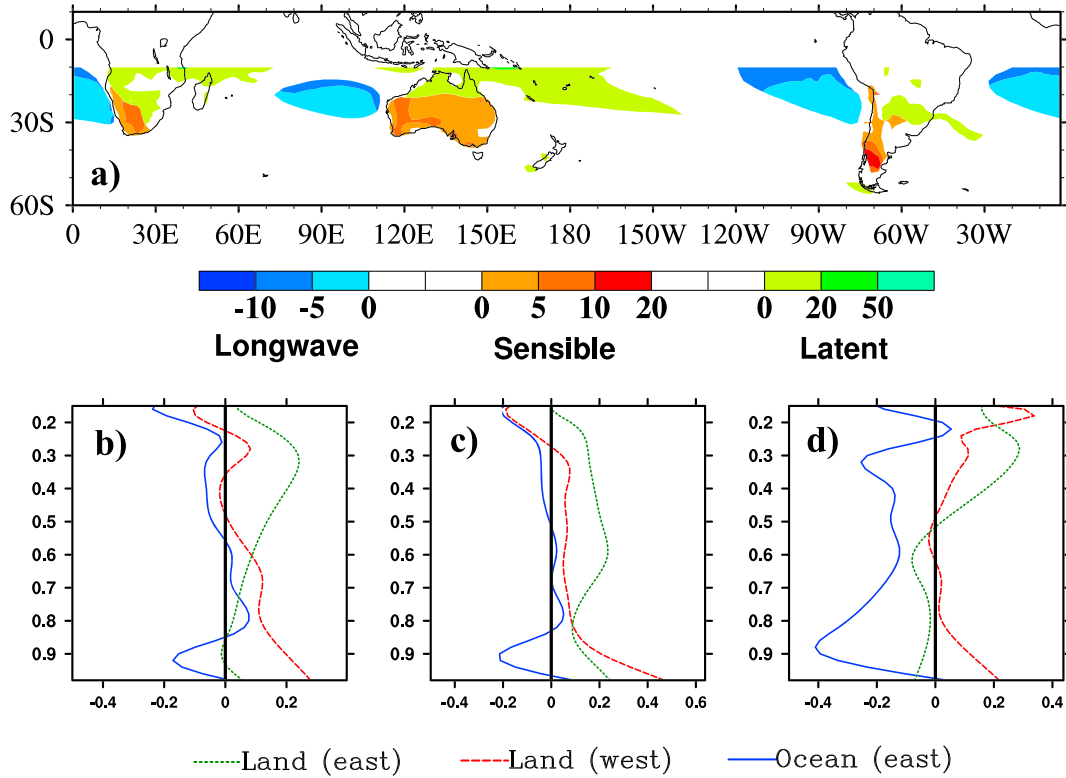 0
30S
60S
a)
0 30E 60E 90E 120E 150E 180 150W 120W 90W 60W 30W
-10 -5 0 0 5 10 20 0 20 50
Longwave Sensible Latent
b)
0.2
0.3
0.4
0.5
0.6
0.7
0.8
0.9
-0.4 -0.2 0 0.2
c)
0.2
0.3
0.4
0.5
0.6
0.7
0.8
0.9
-0.4 -0.2 0 0.2 0.4 0.6
d)
0.2
0.3
0.4
0.5
0.6
0.7
0.8
0.9
-0.4 -0.2 0 0.2 0.4
Land (east) Land (west) Ocean (east)